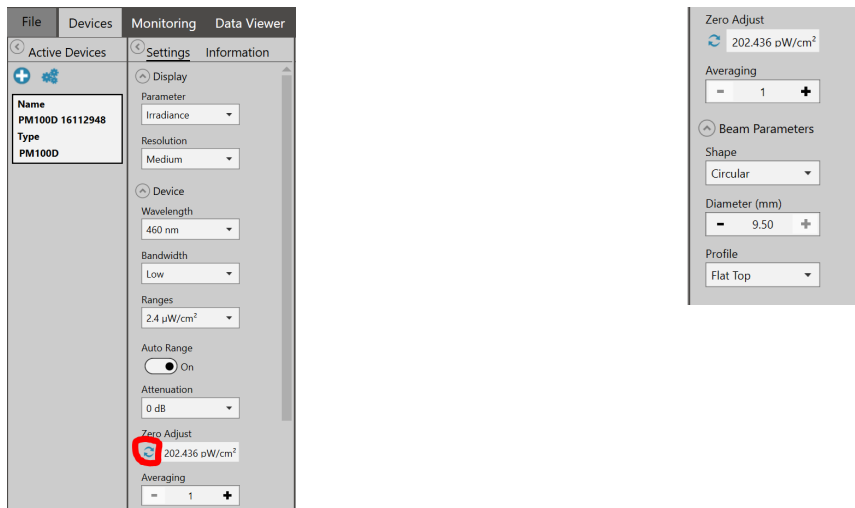 File Devices Monitoring Data Viewer
Active Devices
Name
PM100D 16112948
Type
PM100D
Settings Information
Display
Parameter
Irradiance
Resolution
Medium
Device
Wavelength
460 nm
Bandwidth
Low
Ranges
2.4 µW/cm²
Auto Range
On
Attenuation
0 dB
Zero Adjust
202.436 pW/cm²
Averaging
- 1 +
Zero Adjust
202.436 pW/cm²
Averaging
- 1 +
Beam Parameters
Shape
Circular
Diameter (mm)
- 9.50 +
Profile
Flat Top